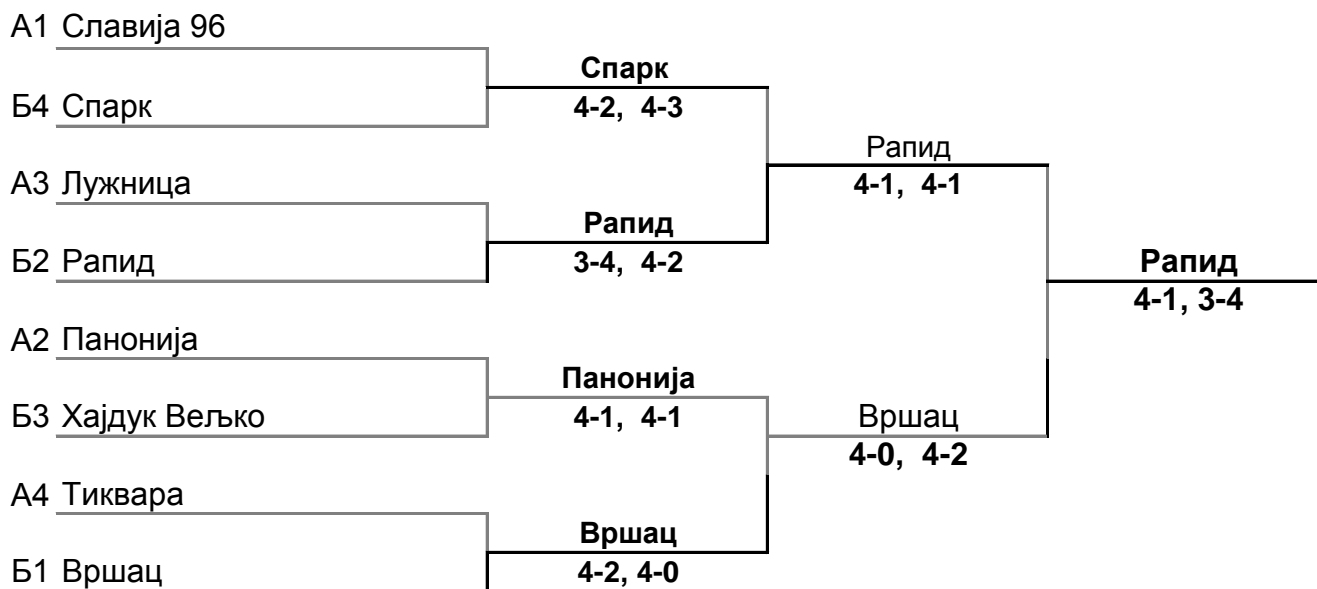 А1 Славија 96
Спарк
Б4 Спарк
4-2, 4-3
Рапид
А3 Лужница
4-1, 4-1
Рапид
Б2 Рапид
3-4, 4-2
Рапид
4-1, 3-4
А2 Панонија
Панонија
Б3 Хајдук Вељко
4-1, 4-1
Вршац
4-0, 4-2
А4 Тиквара
Вршац
Б1 Вршац
4-2, 4-0